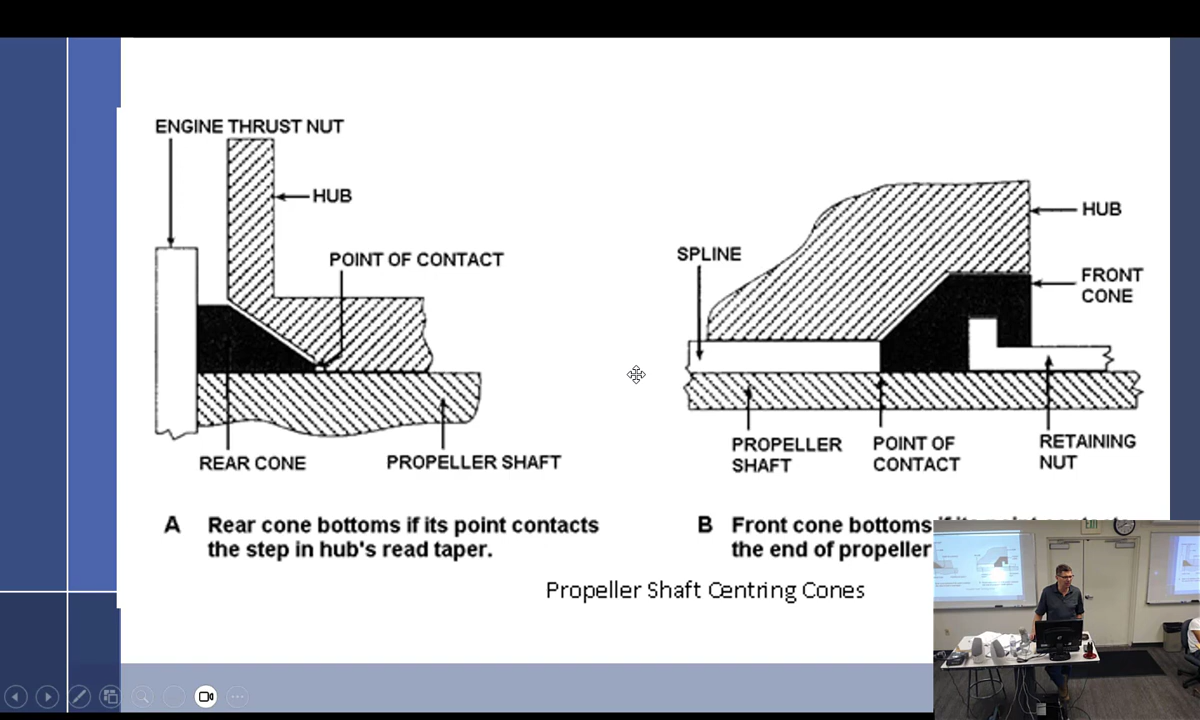 ENGINE THRUST NUT
HUB
POINT OF CONTACT
REAR CONE
PROPELLER SHAFT
A Rear cone bottoms if its point contacts
the step in hub's read taper.
SPLINE
HUB
FRONT
CONE
PROPELLER
SHAFT
POINT OF
CONTACT
RETAINING
NUT
B Front cone bottoms
the end of propeller
Propeller Shaft Centring Cones